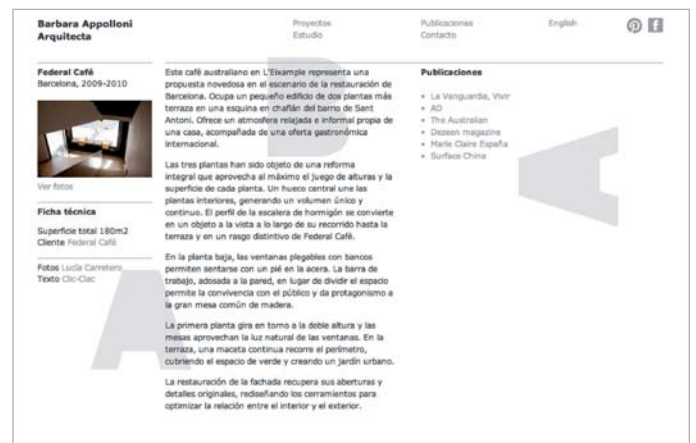 Barbara Appolloni
Arquitecta
Proyectos
Estudio
Publicaciones
Contacto
English
Federal Café
Barcelona, 2009-2010
Ver fotos
Ficha técnica
Superficie total 180m2
Cliente Federal Café
Fotos Lucía Carretero
Texto Clic-Clac
Este café australiano en L'Eixample representa una
propuesta novedosa en el escenario de la restauración de
Barcelona. Ocupa un pequeño edificio de dos plantas más
terraza en una esquina en chaflán del barrio de Sant
Antoni. Ofrece un atmosfera relajada e informal propia de
una casa, acompañada de una oferta gastronómica
internacional.
Las tres plantas han sido objeto de una reforma
integral que aprovecha al máximo el juego de alturas y la
superficie de cada planta. Un hueco central une las
plantas interiores, generando un volumen único y
continuo. El perfil de la escalera de hormigón se convierte
en un objeto a la vista a lo largo de su recorrido hasta la
terraza y en un rasgo distintivo de Federal Café.
En la planta baja, las ventanas plegables con bancos
permiten sentarse con un pié en la acera. La barra de
trabajo, adosada a la pared, en lugar de dividir el espacio
permite la convivencia con el público y da protagonismo a
la gran mesa común de madera.
La primera planta gira en torno a la doble altura y las
mesas aprovechan la luz natural de las ventanas. En la
terraza, una maceta continua recorre el perímetro,
cubriendo el espacio de verde y creando un jardín urbano.
La restauración de la fachada recupera sus aberturas y
detalles originales, rediseñando los cerramientos para
optimizar la relación entre el interior y el exterior.
Publicaciones
• La Vanguardia, Vivir
• AD
• The Australian
• Dezeen magazine
• Marie Claire España
• Surface China
B
A
A